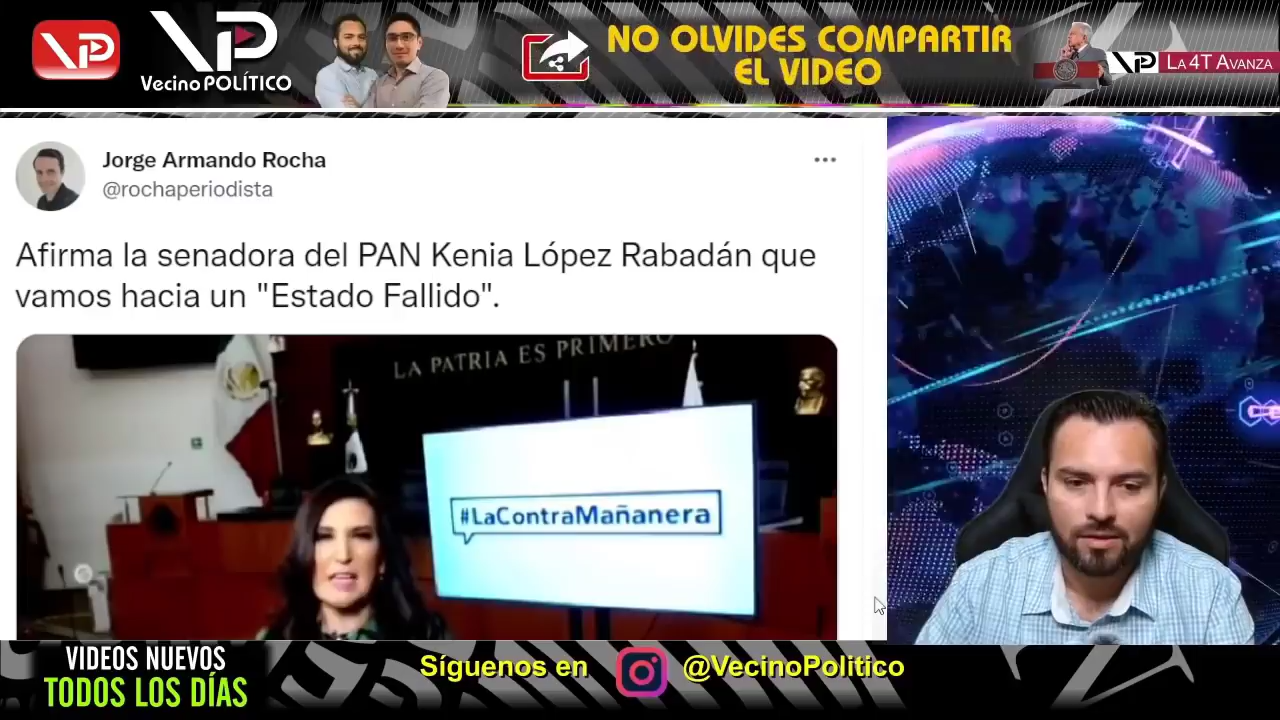 VP
VP
Vecino POLÍTICO
NO OLVIDES COMPARTIR
EL VIDEO
VP LA 4T AVANZA
Jorge Armando Rocha
@rochaperiodista
Afirma la senadora del PAN Kenia López Rabadán que
vamos hacia un "Estado Fallido".
LA PATRIA ES PRIMERO
#LaContraMañanera
VIDEOS NUEVOS
TODOS LOS DÍAS
Síguenos en @VecinoPolitico